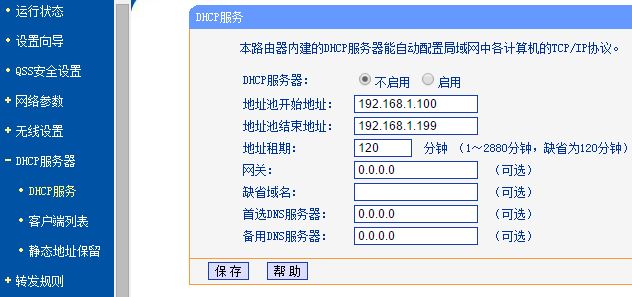 • 运行状态
• 设置向导
• QSS安全设置
+ 网络参数
+ 无线设置
- DHCP服务器
• DHCP服务
• 客户端列表
• 静态地址保留
+ 转发规则
DHCP服务
本路由器内建的DHCP服务器能自动配置局域网中各计算机的TCP/IP协议。
DHCP服务器： 不启用 启用
地址池开始地址： 192.168.1.100
地址池结束地址： 192.168.1.199
地址租期： 120 分钟 （1～2880分钟，缺省为120分钟）
网关： 0.0.0.0 （可选）
缺省域名： （可选）
首选DNS服务器： 0.0.0.0 （可选）
备用DNS服务器： 0.0.0.0 （可选）
保存 帮助